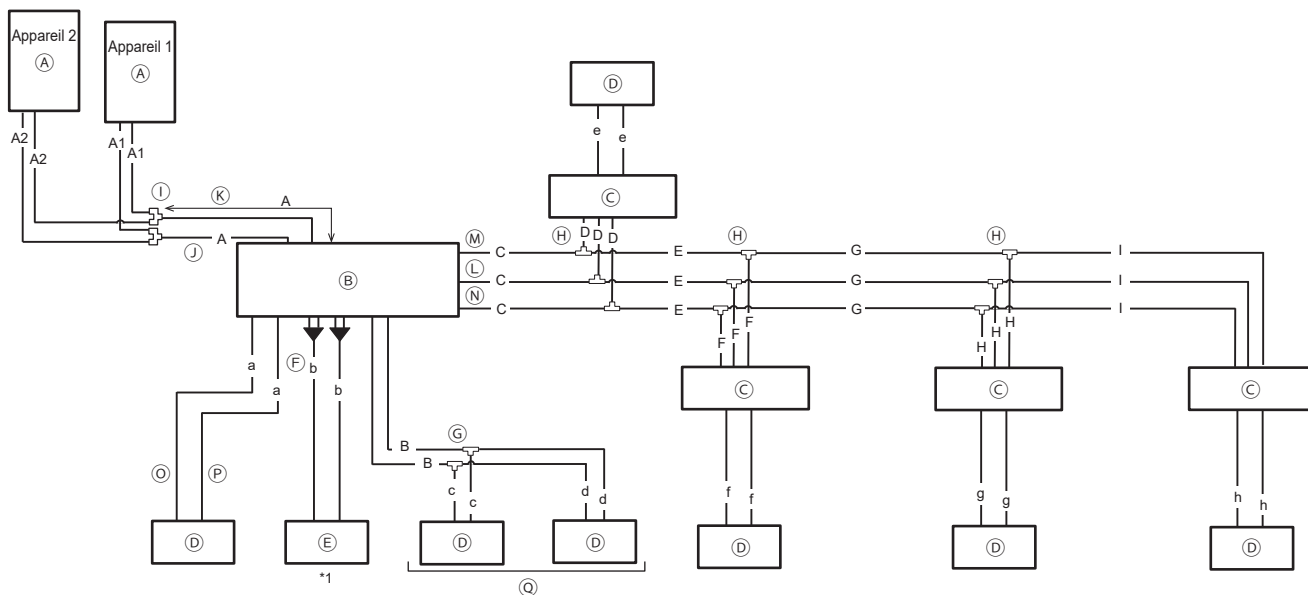 Appareil 2
Appareil 1
Ⓐ
Ⓐ
Ⓓ
A2
A2
A1
A1
e
e
Ⓘ
Ⓚ
A
Ⓒ
Ⓙ
A
Ⓜ
C
Ⓗ
D
D
D
E
Ⓗ
G
Ⓗ
I
Ⓛ
C
E
G
I
Ⓑ
Ⓝ
C
E
G
I
F
F
F
H
H
H
a
a
Ⓕ
b
b
Ⓒ
Ⓒ
Ⓒ
B
Ⓖ
B
Ⓞ
Ⓟ
c
c
d
d
f
f
g
g
h
h
Ⓓ
Ⓔ
Ⓓ
Ⓓ
Ⓓ
Ⓓ
Ⓓ
*1
Ⓠ